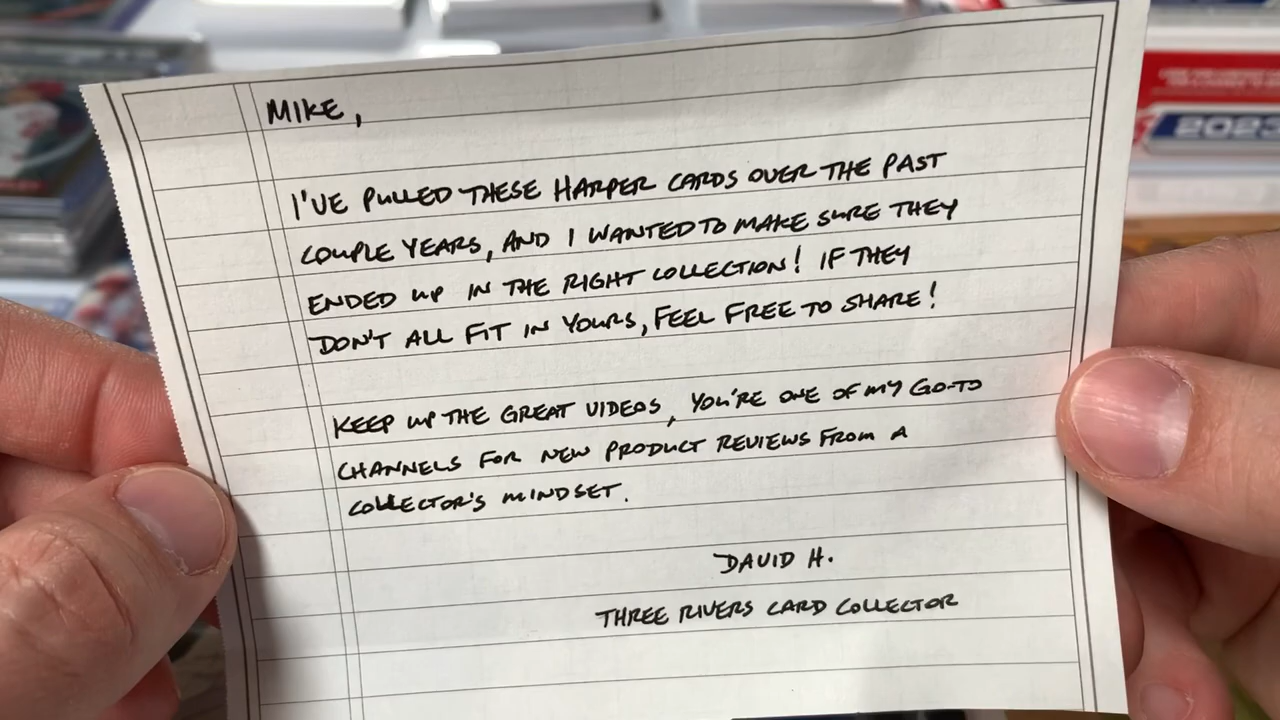 MIKE,
I'VE PULLED THESE HARPER CARDS OVER THE PAST
COUPLE YEARS, AND I WANTED TO MAKE SURE THEY
ENDED UP IN THE RIGHT COLLECTION! IF THEY
DON'T ALL FIT IN YOURS, FEEL FREE TO SHARE!
KEEP UP THE GREAT VIDEOS, YOU'RE ONE OF MY GO-TO
CHANNELS FOR NEW PRODUCT REVIEWS FROM A
COLLECTOR'S MINDSET.
DAVID H.
THREE RIVERS CARD COLLECTOR
2023